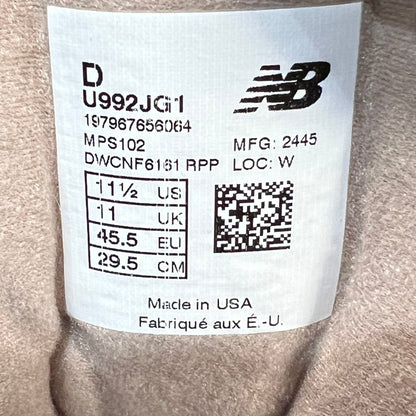 D
U992JG1
197967656064
MPS102
DWCNF6161 RPP
MFG: 2445
LOC: W
11½ US
11 UK
45.5 EU
29.5 CM
NB
Made in USA
Fabriqué aux É.-U.